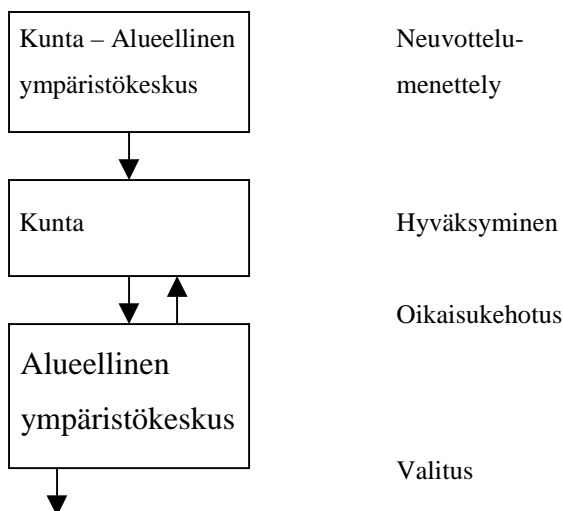 Kunta – Alueellinen
ympäristökeskus
Neuvottelu-
menettely
Kunta
Hyväksyminen
Oikaisukehotus
Alueellinen
ympäristökeskus
Valitus